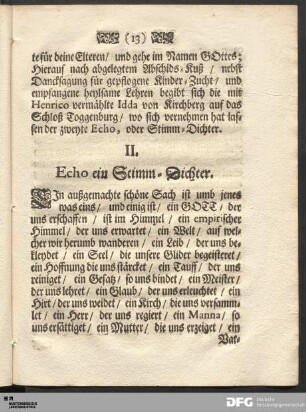 (13)
te für deine Elteren/ und gehe im Namen GOttes;
Hierauf nach abgelegtem Abschids-Kuß/ nebst
Dancksagung für gepflogene Kinder-Zucht/ und
empfangene heylsame Lehren begibt sich die mit
Henrico vermählte Idda von Kirchberg auf das
Schloß Toggenburg/ wo sich vernehmen hat las-
sen der zweyte Echo, oder Stimm-Dichter.
II.
Echo ein Stimm-Dichter.
EIn außgemachte schöne Sach ist umb jenes
was eins/ und einig ist/ ein GOTT/ der
uns erschaffen/ ist im Himmel/ ein empirischer
Himmel/ der uns erwartet/ ein Welt/ auf wel-
cher wir herumb wanderen/ ein Leib/ der uns be-
kleydet/ ein Seel/ die unsere Glider begeisteret/
ein Hoffnung die uns stärcket/ ein Tauff/ der uns
reiniget/ ein Gesatz/ so uns bindet/ ein Meister/
der uns lehret/ ein Glaub/ der uns erleuchtet/ ein
Hirt/ der uns weidet/ ein Kirch/ die uns versamm-
let/ ein Herr/ der uns regiert/ ein Manna/ so
uns ersättiget/ ein Mutter/ die uns erzeiget/ ein
Vat-
DFG